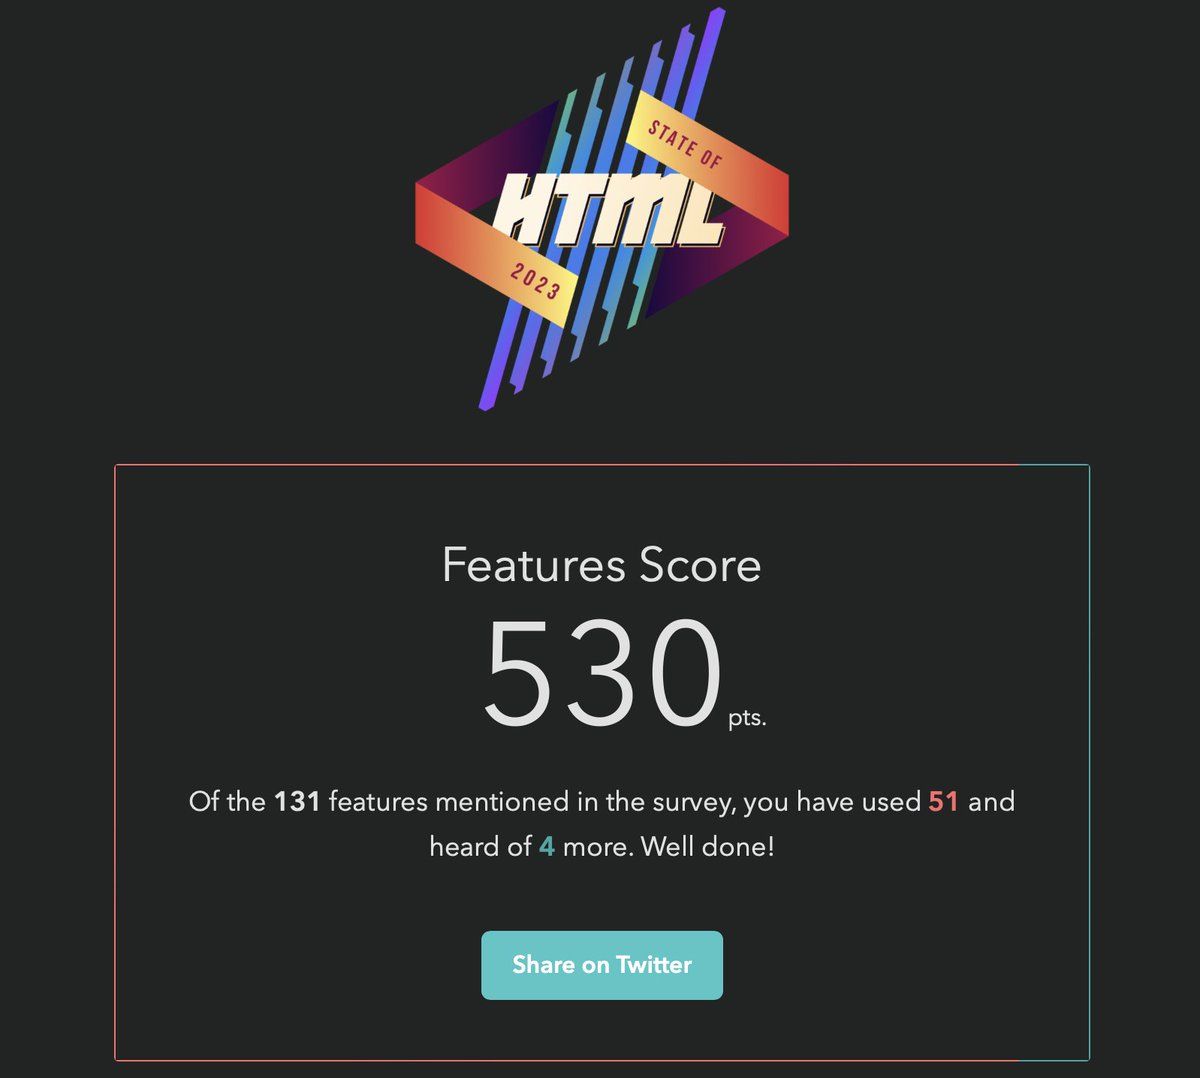 STATE OF
HTML
2023
Features Score
530 pts.
Of the 131 features mentioned in the survey, you have used 51 and
heard of 4 more. Well done!
Share on Twitter